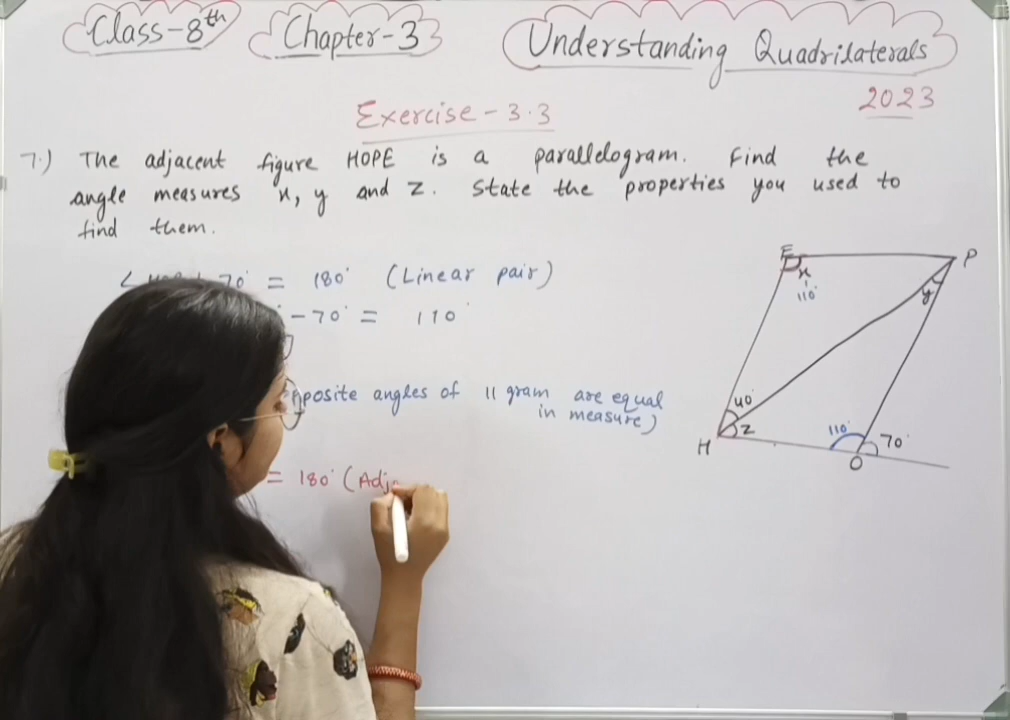 Class-8th Chapter-3 Understanding Quadrilaterals
2023
Exercise - 3.3
7.) The adjacent figure HOPE is a parallelogram. Find the
angle measures x, y and z. State the properties you used to
find them.
70° = 180° (Linear pair)
- 70° = 110°
opposite angles of || gram are equal
in measure)
= 180° (Adj
E
P
x
110°
y
40°
z
H
110°
70°
O